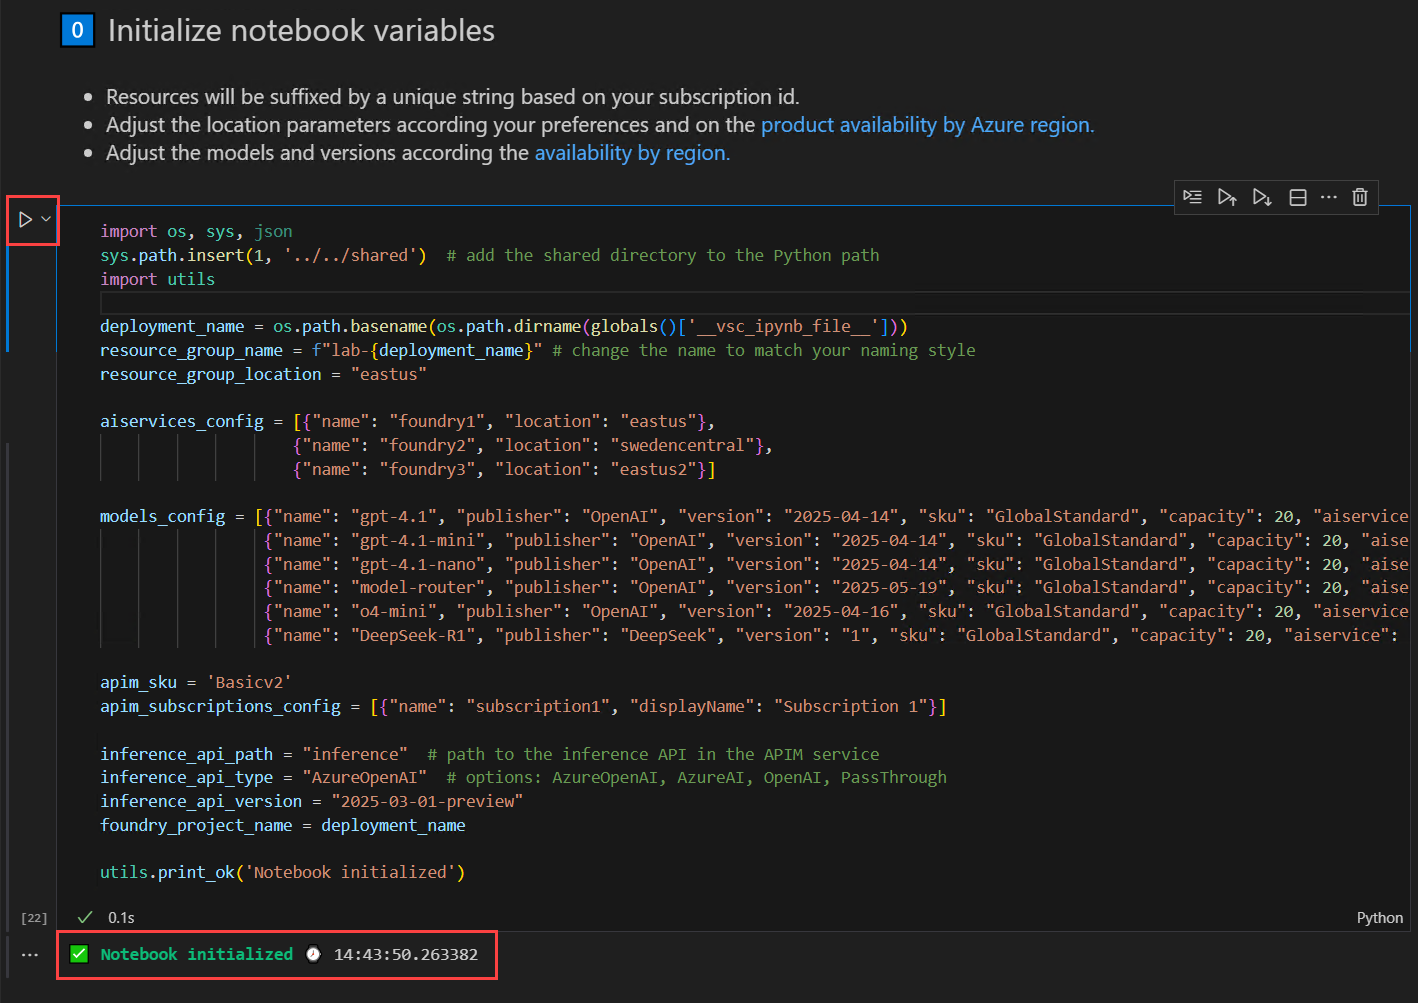 0 Initialize notebook variables
• Resources will be suffixed by a unique string based on your subscription id.
• Adjust the location parameters according your preferences and on the product availability by Azure region.
• Adjust the models and versions according the availability by region.
import os, sys, json
sys.path.insert(1, '../../shared')  # add the shared directory to the Python path
import utils
deployment_name = os.path.basename(os.path.dirname(globals()['__vsc_ipynb_file__']))
resource_group_name = f"lab-{deployment_name}" # change the name to match your naming style
resource_group_location = "eastus"
aiservices_config = [{"name": "foundry1", "location": "eastus"},
{"name": "foundry2", "location": "swedencentral"},
{"name": "foundry3", "location": "eastus2"}]
models_config = [{"name": "gpt-4.1", "publisher": "OpenAI", "version": "2025-04-14", "sku": "GlobalStandard", "capacity": 20, "aiservice
{"name": "gpt-4.1-mini", "publisher": "OpenAI", "version": "2025-04-14", "sku": "GlobalStandard", "capacity": 20, "aise
{"name": "gpt-4.1-nano", "publisher": "OpenAI", "version": "2025-04-14", "sku": "GlobalStandard", "capacity": 20, "aise
{"name": "model-router", "publisher": "OpenAI", "version": "2025-05-19", "sku": "GlobalStandard", "capacity": 20, "aise
{"name": "o4-mini", "publisher": "OpenAI", "version": "2025-04-16", "sku": "GlobalStandard", "capacity": 20, "aiservice
{"name": "DeepSeek-R1", "publisher": "DeepSeek", "version": "1", "sku": "GlobalStandard", "capacity": 20, "aiservice":
apim_sku = 'Basicv2'
apim_subscriptions_config = [{"name": "subscription1", "displayName": "Subscription 1"}]
inference_api_path = "inference"  # path to the inference API in the APIM service
inference_api_type = "AzureOpenAI"  # options: AzureOpenAI, AzureAI, OpenAI, PassThrough
inference_api_version = "2025-03-01-preview"
foundry_project_name = deployment_name
utils.print_ok('Notebook initialized')
[22] ✓ 0.1s Python
✅ Notebook initialized ⌚ 14:43:50.263382